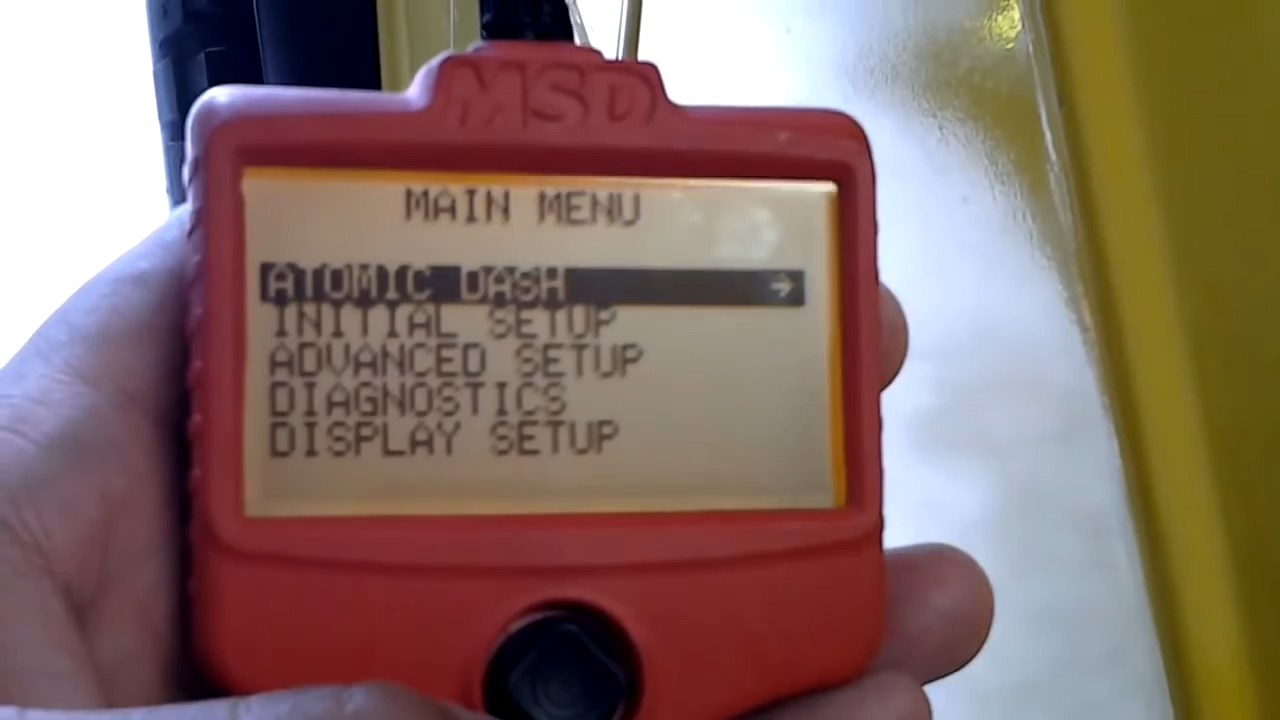 MSD
MAIN MENU
ATOMIC DASH →
INITIAL SETUP
ADVANCED SETUP
DIAGNOSTICS
DISPLAY SETUP